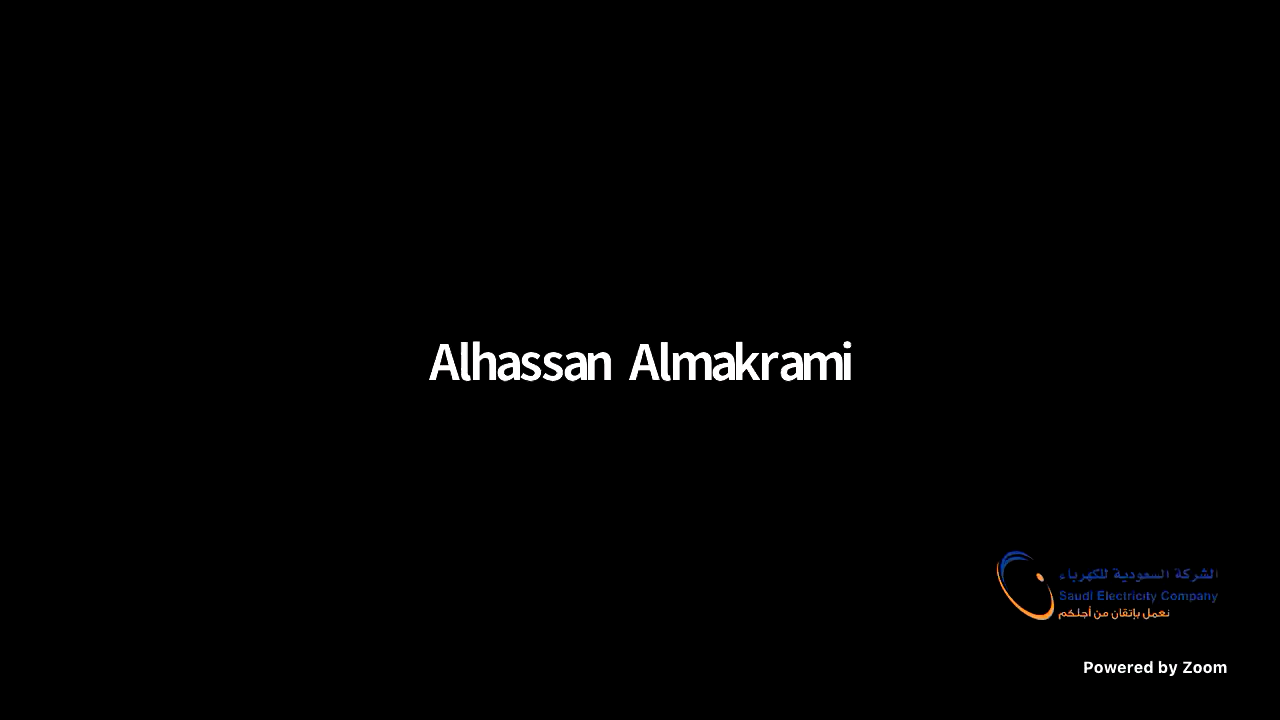 Alhassan Almakrami
الشركة السعودية للكهرباء
Saudi Electricity Company
نعمل بإتقان من أجلكم
Powered by Zoom